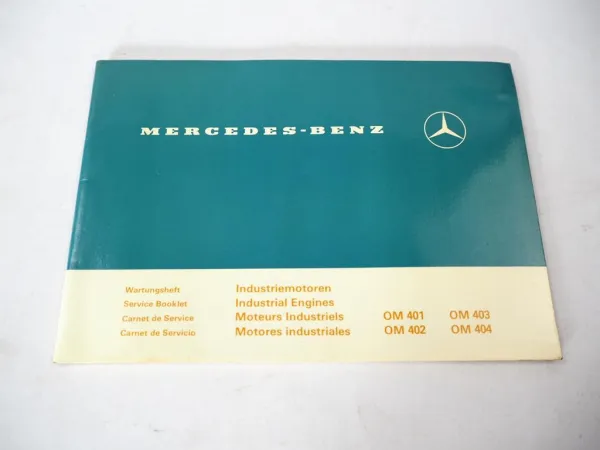 MERCEDES-BENZ
Wartungsheft Industriemotoren
Service Booklet Industrial Engines
Carnet de Service Moteurs Industriels OM 401 OM 403
Carnet de Servicio Motores industriales OM 402 OM 404